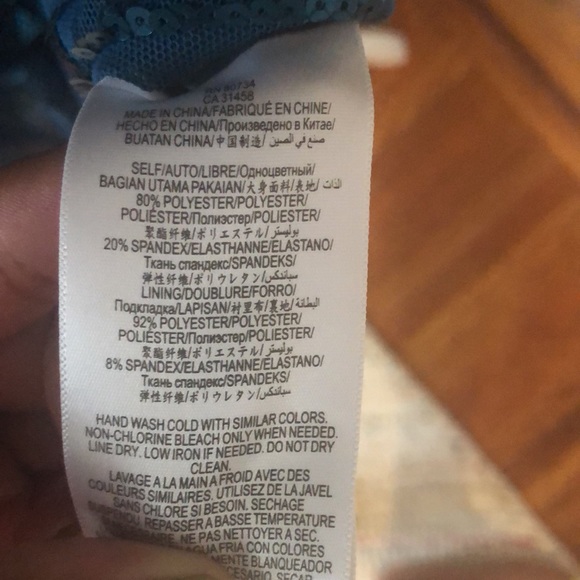 RN 80734
CA 31458
MADE IN CHINA/FABRIQUÉ EN CHINE/
HECHO EN CHINA/Произведено в Китае/
BUATAN CHINA/中国制造/ صنع في الصين/
SELF/AUTO/LIBRE/Одноцветный/
BAGIAN UTAMA PAKAIAN/大身面料/表地/ الذات
80% POLYESTER/POLYESTER/
POLIÉSTER/Полиэстер/POLIESTER/
聚酯纤维/ポリエステル/بوليستر/
20% SPANDEX/ELASTHANNE/ELASTANO/
Ткань спандекс/SPANDEKS/
弹性纤维/ポリウレタン/سباندكس/
LINING/DOUBLURE/FORRO/
Подкладка/LAPISAN/衬里布/裏地/البطانة/
92% POLYESTER/POLYESTER/
POLIÉSTER/Полиэстер/POLIESTER/
聚酯纤维/ポリエステル/بوليستر/
8% SPANDEX/ELASTHANNE/ELASTANO/
Ткань спандекс/SPANDEKS/
弹性纤维/ポリウレタン/سباندكس/
HAND WASH COLD WITH SIMILAR COLORS.
NON-CHLORINE BLEACH ONLY WHEN NEEDED.
LINE DRY. LOW IRON IF NEEDED. DO NOT DRY
CLEAN.
LAVAGE A LA MAIN A FROID AVEC DES
COULEURS SIMILAIRES, UTILISEZ DE LA JAVEL
SANS CHLORE SI BESOIN. SECHAGE
SUSPENDU. REPASSER A BASSE TEMPERATURE
NE PAS NETTOYER A SEC.
AGUA FRIA CON COLORES
BLANQUEADOR
SECAR